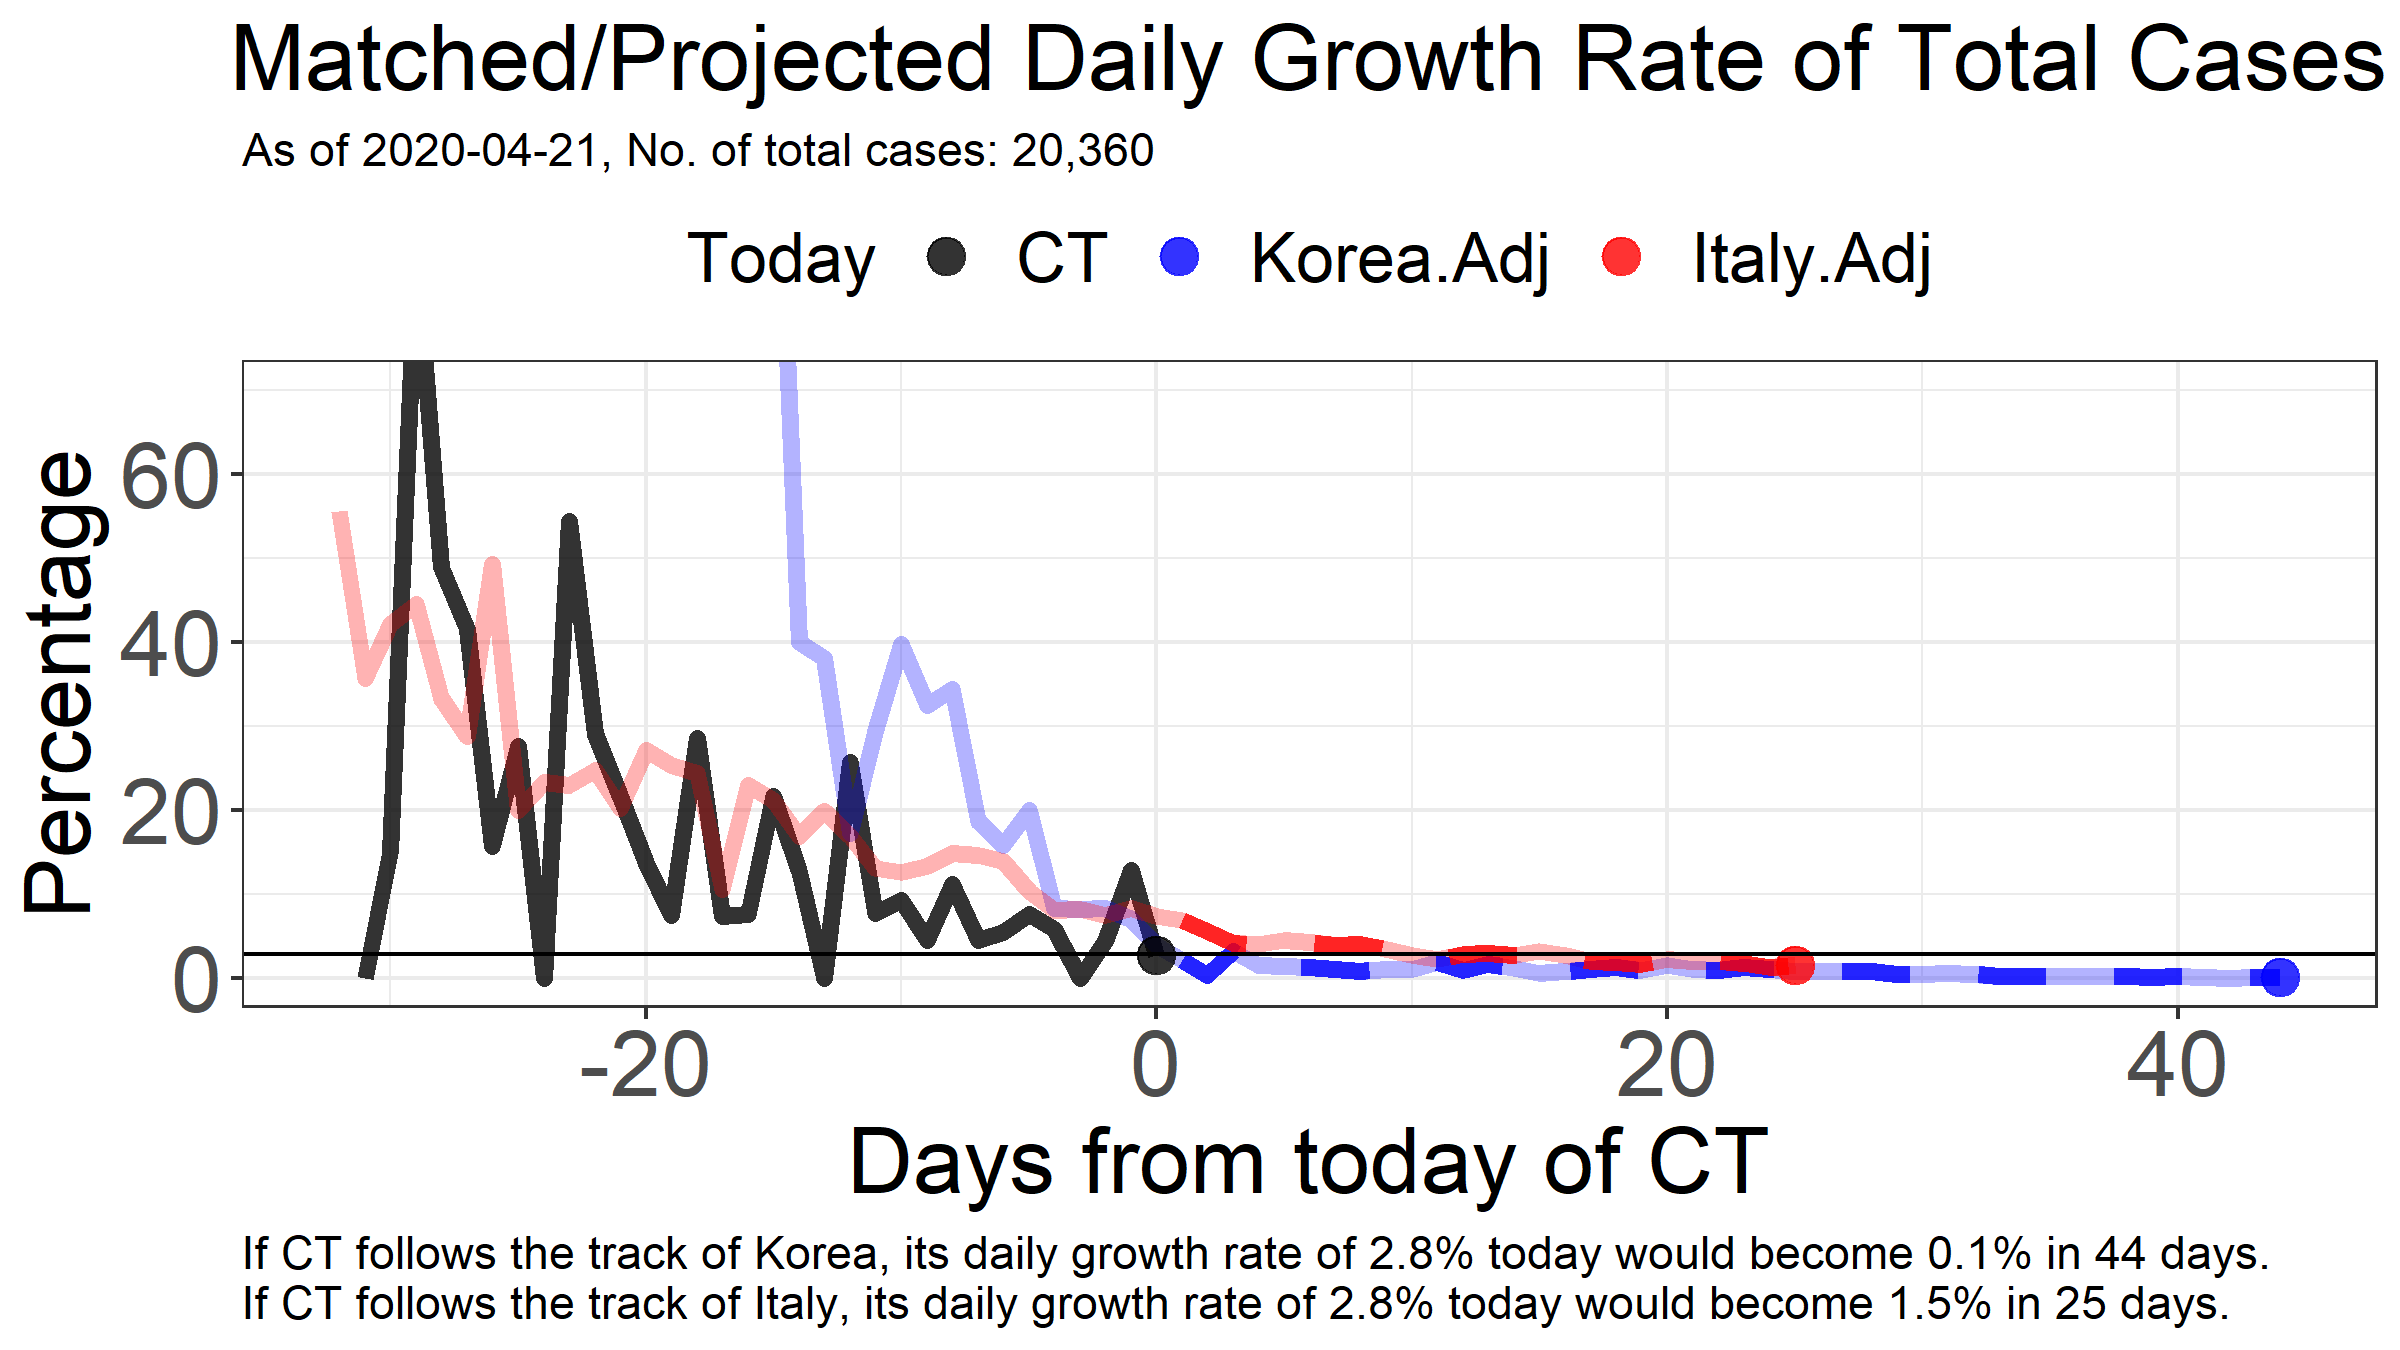 Matched/Projected Daily Growth Rate of Total Cases
As of 2020-04-21, No. of total cases: 20,360
Today CT Korea.Adj Italy.Adj
Percentage
60
40
20
0
-20 0 20 40
Days from today of CT
If CT follows the track of Korea, its daily growth rate of 2.8% today would become 0.1% in 44 days.
If CT follows the track of Italy, its daily growth rate of 2.8% today would become 1.5% in 25 days.